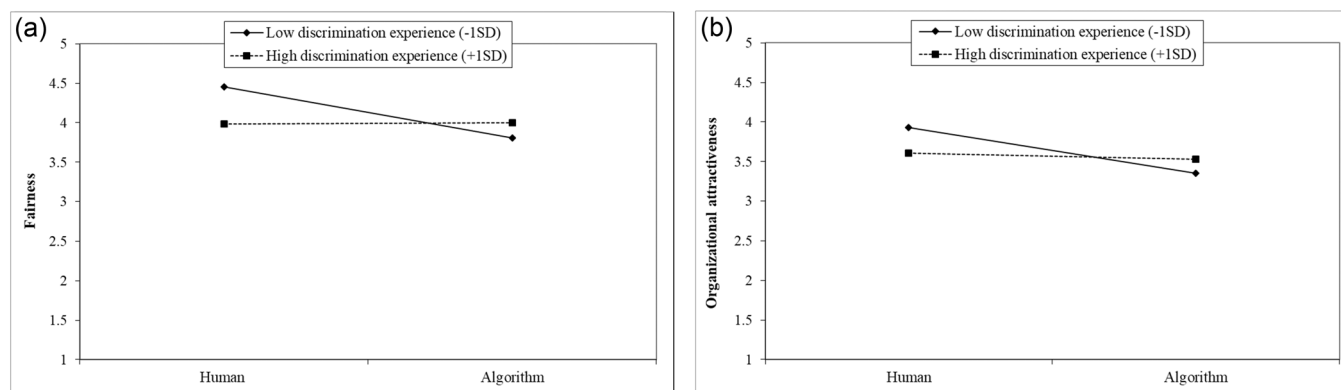 (a)
Low discrimination experience (-1SD)
High discrimination experience (+1SD)
5
4.5
4
3.5
3
2.5
2
1.5
1
Fairness
Human
Algorithm
(b)
Low discrimination experience (-1SD)
High discrimination experience (+1SD)
5
4.5
4
3.5
3
2.5
2
1.5
1
Organizational attractiveness
Human
Algorithm